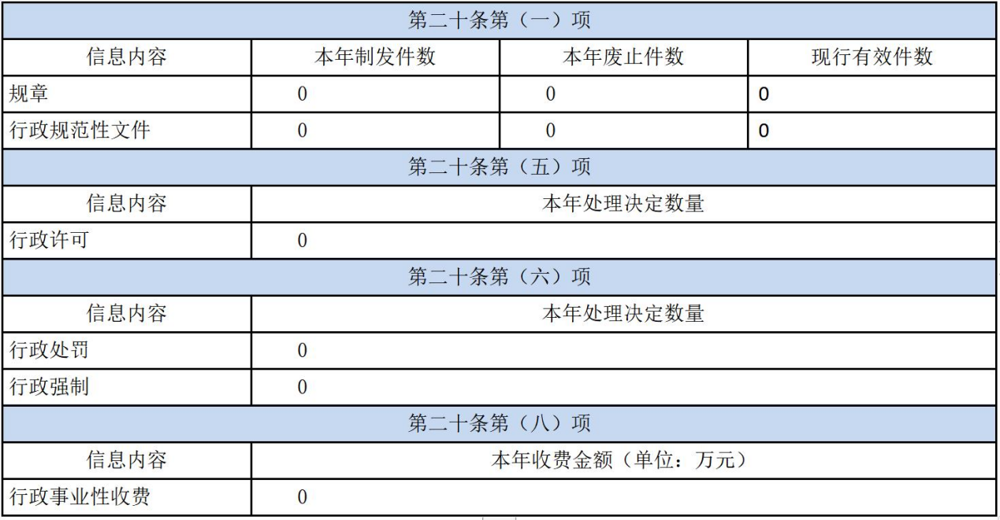 第二十条第（一）项
信息内容 本年制发件数 本年废止件数 现行有效件数
规章 0 0 0
行政规范性文件 0 0 0
第二十条第（五）项
信息内容 本年处理决定数量
行政许可 0
第二十条第（六）项
信息内容 本年处理决定数量
行政处罚 0
行政强制 0
第二十条第（八）项
信息内容 本年收费金额（单位：万元）
行政事业性收费 0